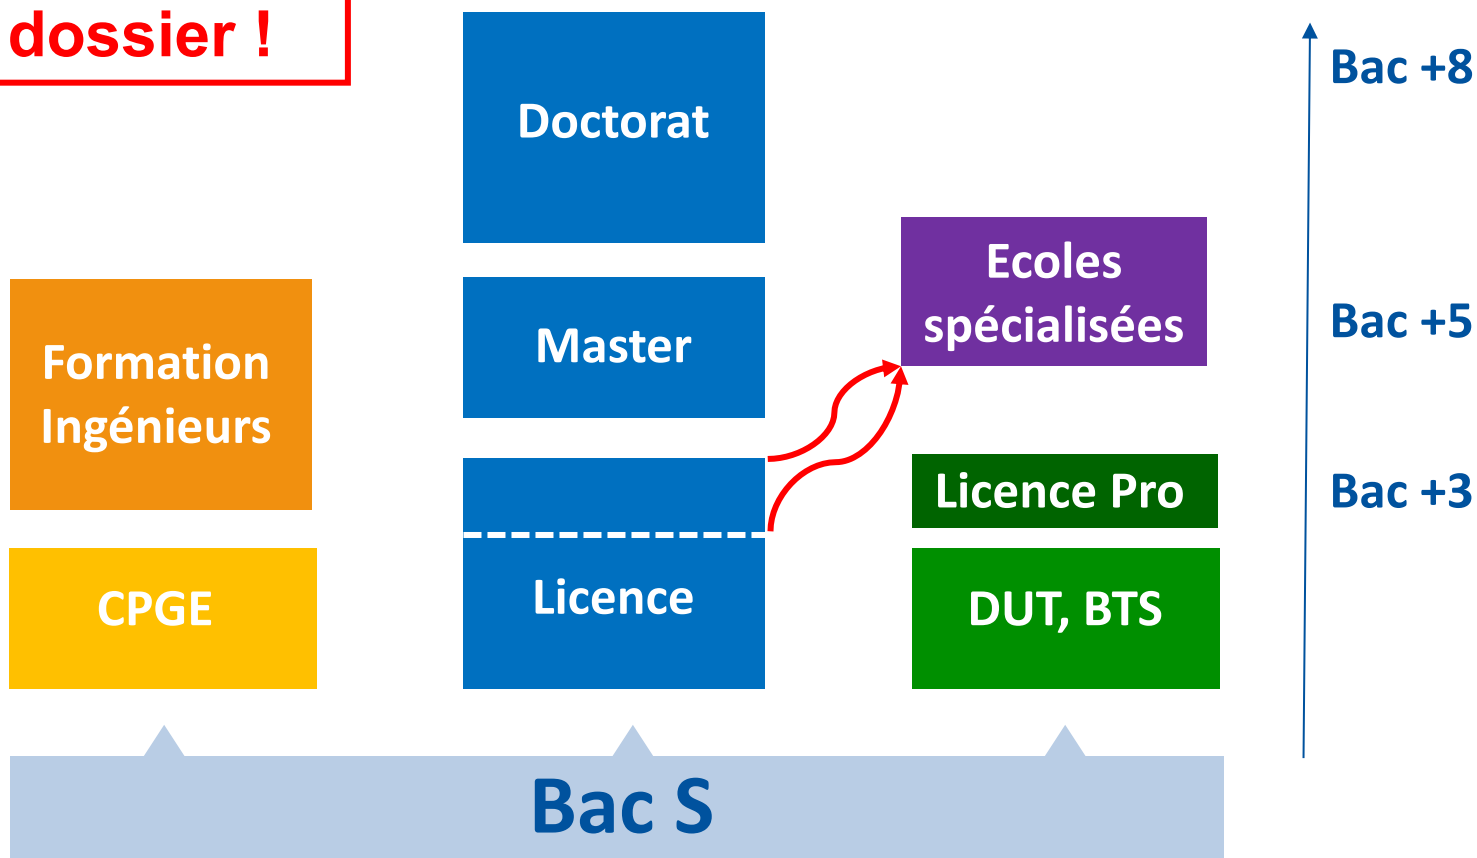 dossier !
Bac +8
Doctorat
Ecoles
spécialisées
Bac +5
Master
Formation
Ingénieurs
Licence Pro
Bac +3
CPGE
Licence
DUT, BTS
Bac S